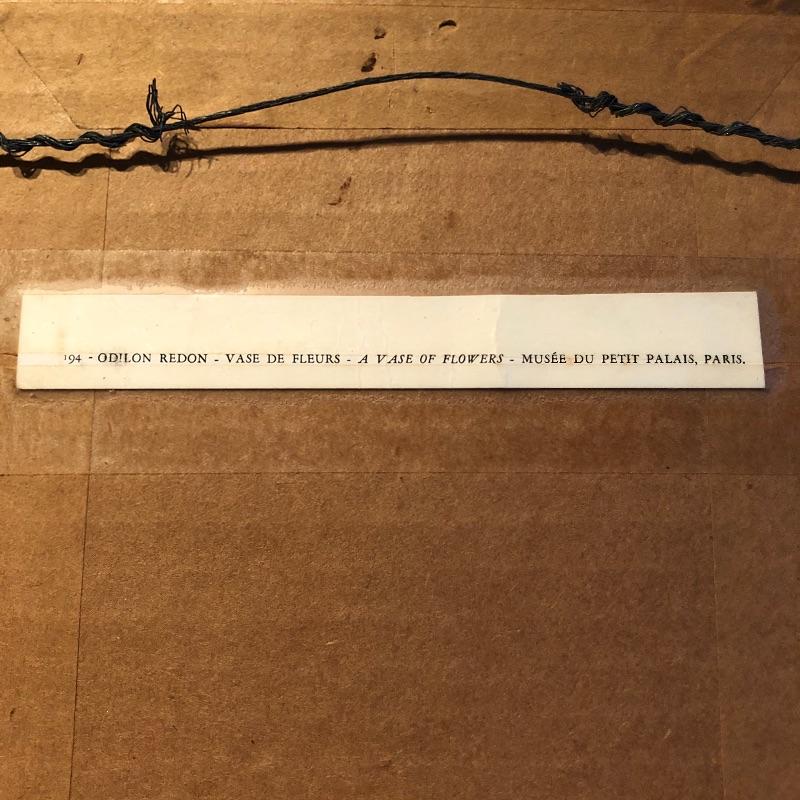 194 - ODILON REDON - VASE DE FLEURS - A VASE OF FLOWERS - MUSÉE DU PETIT PALAIS, PARIS.